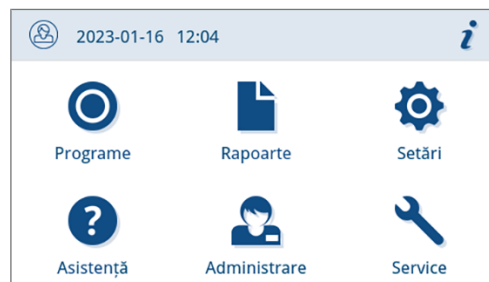 2023-01-16 12:04 i
Programe Rapoarte Setări
? 
Asistență Administrare Service